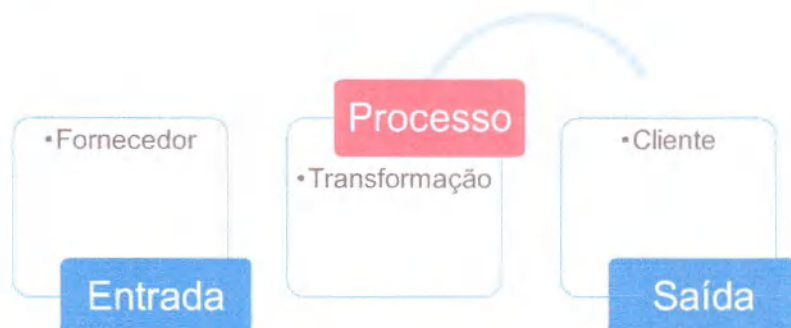 •Fornecedor
Entrada
Processo
•Transformação
•Cliente
Saída